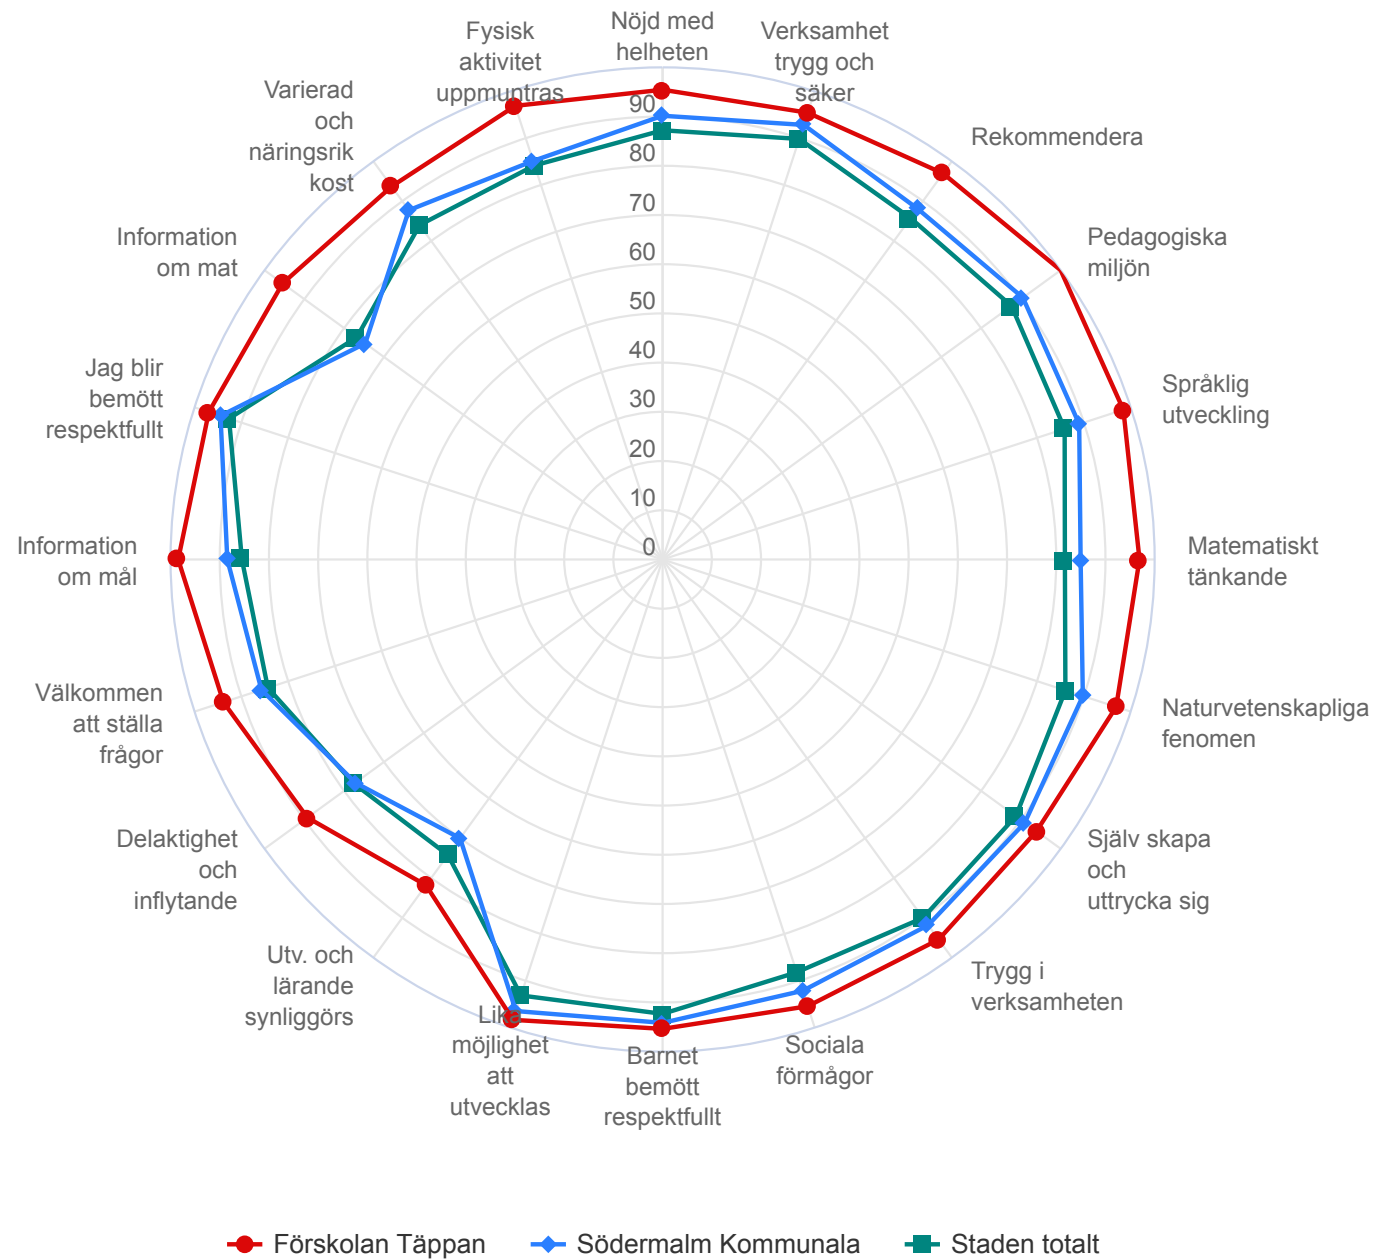 Nöjd med
helheten
Verksamhet
trygg och
säker
Rekommendera
Pedagogiska
miljön
Språklig
utveckling
Matematiskt
tänkande
Naturvetenskapliga
fenomen
Själv skapa
och
uttrycka sig
Trygg i
verksamheten
Sociala
förmågor
Barnet
bemött
respektfullt
Lika
möjlighet
att
utvecklas
Utv. och
lärande
synliggörs
Delaktighet
och
inflytande
Välkommen
att ställa
frågor
Information
om mål
Jag blir
bemött
respektfullt
Information
om mat
Varierad
och
näringsrik
kost
Fysisk
aktivitet
uppmuntras
90
80
70
60
50
40
30
20
10
0
Förskolan Täppan
Södermalm Kommunala
Staden totalt